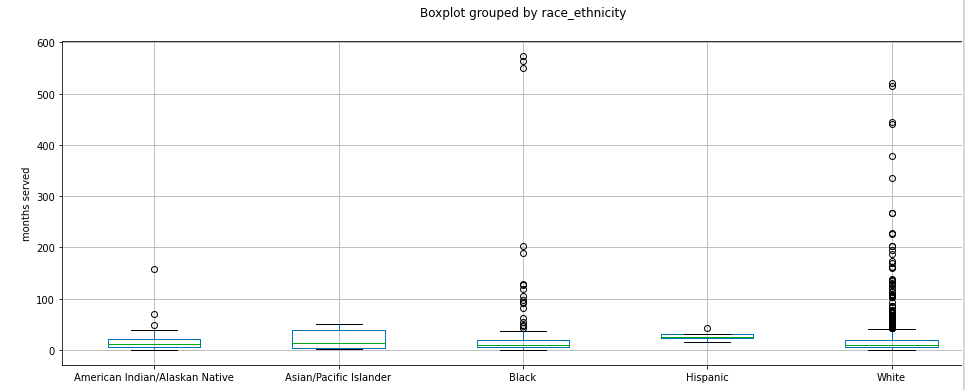 Boxplot grouped by race_ethnicity
600
500
400
300
200
100
0
months served
American Indian/Alaskan Native Asian/Pacific Islander Black Hispanic White